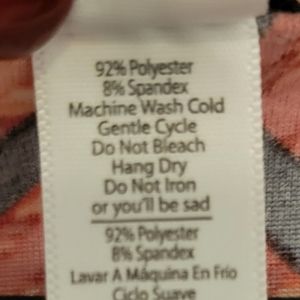 92% Polyester
8% Spandex
Machine Wash Cold
Gentle Cycle
Do Not Bleach
Hang Dry
Do Not Iron
or you'll be sad
92% Polyester
8% Spandex
Lavar A Máquina En Frío
Ciclo Suave